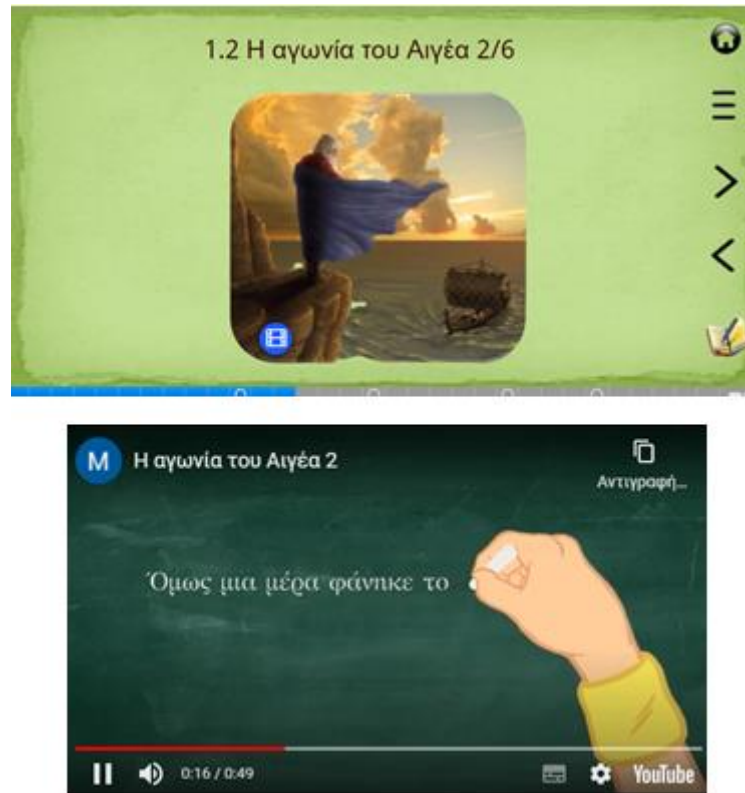 1.2 Η αγωνία του Αιγέα 2/6
Μ Η αγωνία του Αιγέα 2
Αντιγραφή...
Όμως μια μέρα φάνηκε το
0:16 / 0:49
YouTube